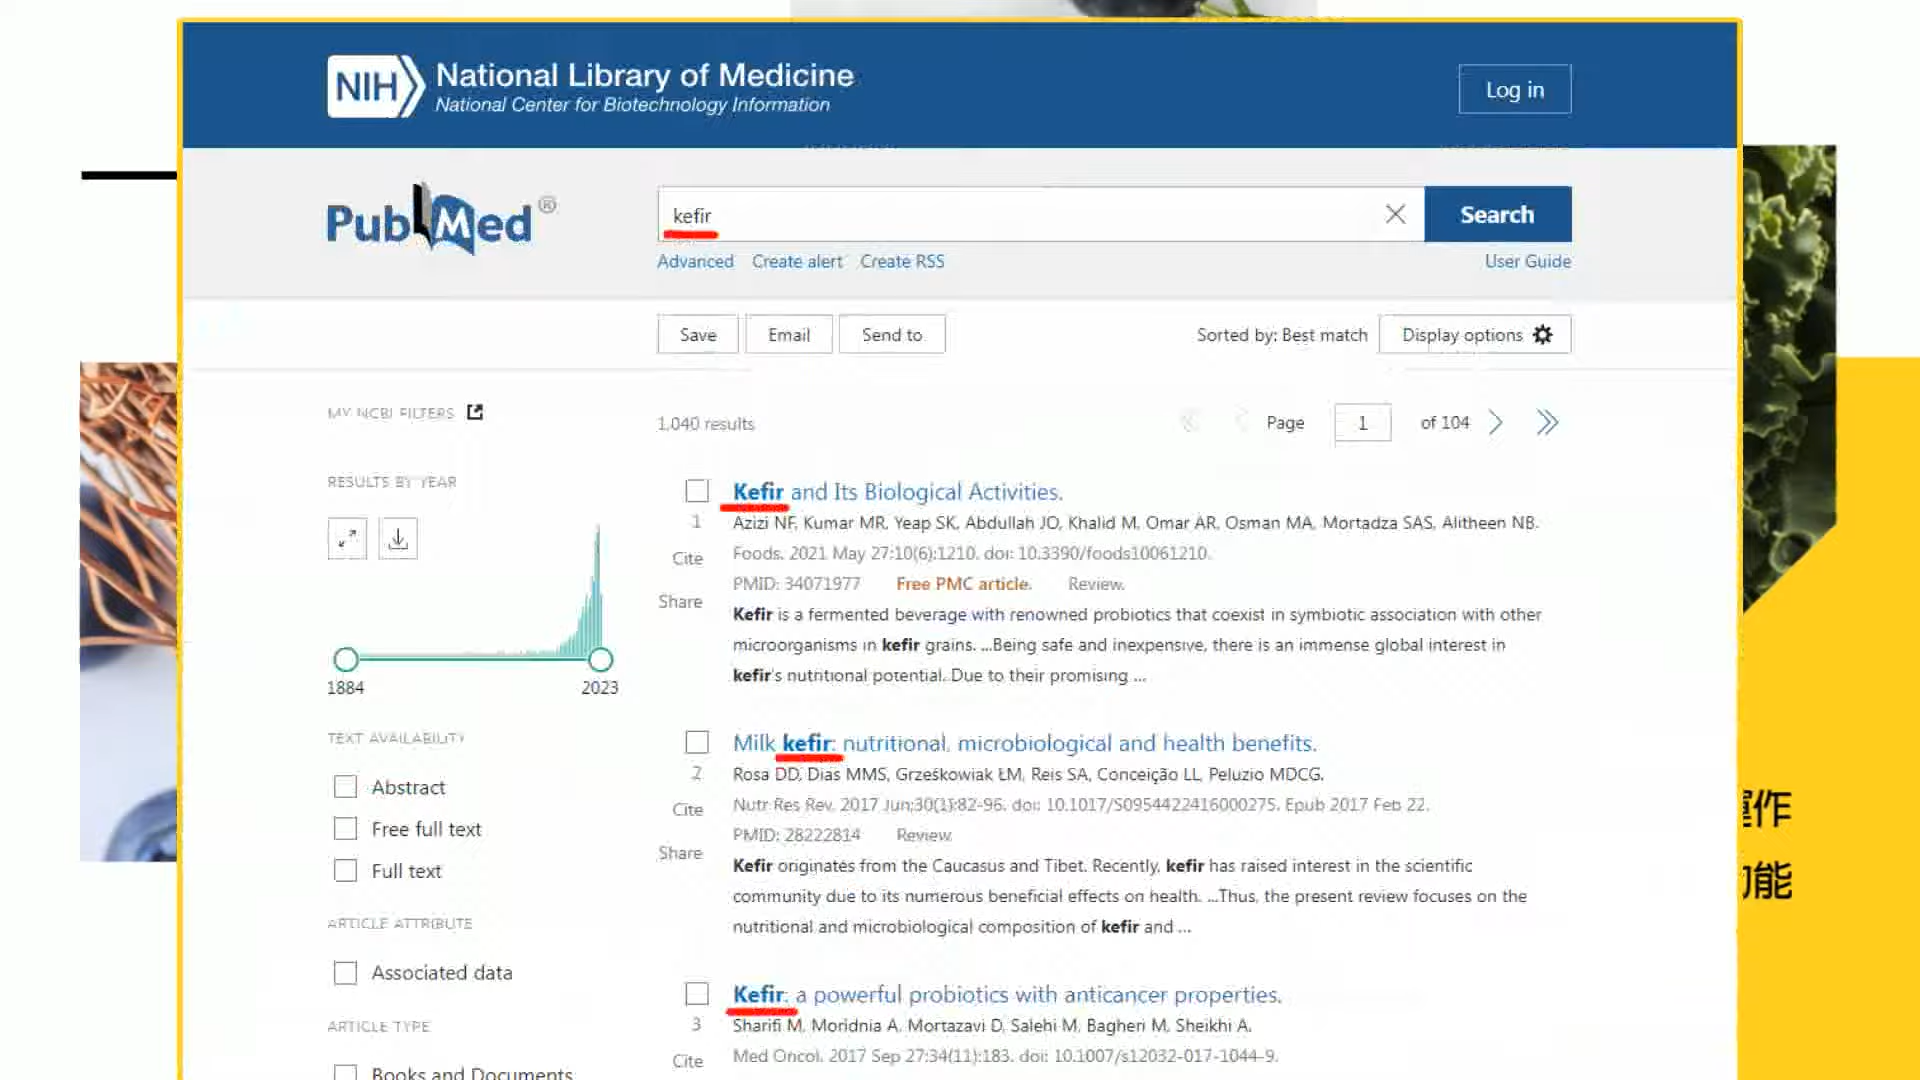 NIH National Library of Medicine
National Center for Biotechnology Information
Log in
PubMed®
kefir
Search
Advanced Create alert Create RSS
User Guide
Save Email Send to
Sorted by: Best match
Display options
MY NCBI FILTERS
1,040 results
Page 1 of 104
RESULTS BY YEAR
1884 2023
TEXT AVAILABILITY
Abstract
Free full text
Full text
ARTICLE ATTRIBUTE
Associated data
ARTICLE TYPE
Books and Documents
Kefir and Its Biological Activities.
1
Azizi NF, Kumar MR, Yeap SK, Abdullah JO, Khalid M, Omar AR, Osman MA, Mortadza SAS, Alitheen NB.
Cite
Foods. 2021 May 27;10(6):1210. doi: 10.3390/foods10061210.
PMID: 34071977 Free PMC article. Review.
Share
Kefir is a fermented beverage with renowned probiotics that coexist in symbiotic association with other
microorganisms in kefir grains. ...Being safe and inexpensive, there is an immense global interest in
kefir's nutritional potential. Due to their promising ...
Milk kefir: nutritional, microbiological and health benefits.
2
Rosa DD, Dias MMS, Grześkowiak ŁM, Reis SA, Conceição LL, Peluzio MDCG.
Cite
Nutr Res Rev. 2017 Jun;30(1):82-96. doi: 10.1017/S0954422416000275. Epub 2017 Feb 22.
PMID: 28222814 Review.
Share
Kefir originates from the Caucasus and Tibet. Recently, kefir has raised interest in the scientific
community due to its numerous beneficial effects on health. ...Thus, the present review focuses on the
nutritional and microbiological composition of kefir and ...
Kefir: a powerful probiotics with anticancer properties.
3
Sharifi M, Moridnia A, Mortazavi D, Salehi M, Bagheri M, Sheikhi A.
Cite
Med Oncol. 2017 Sep 27;34(11):183. doi: 10.1007/s12032-017-1044-9.
作
能